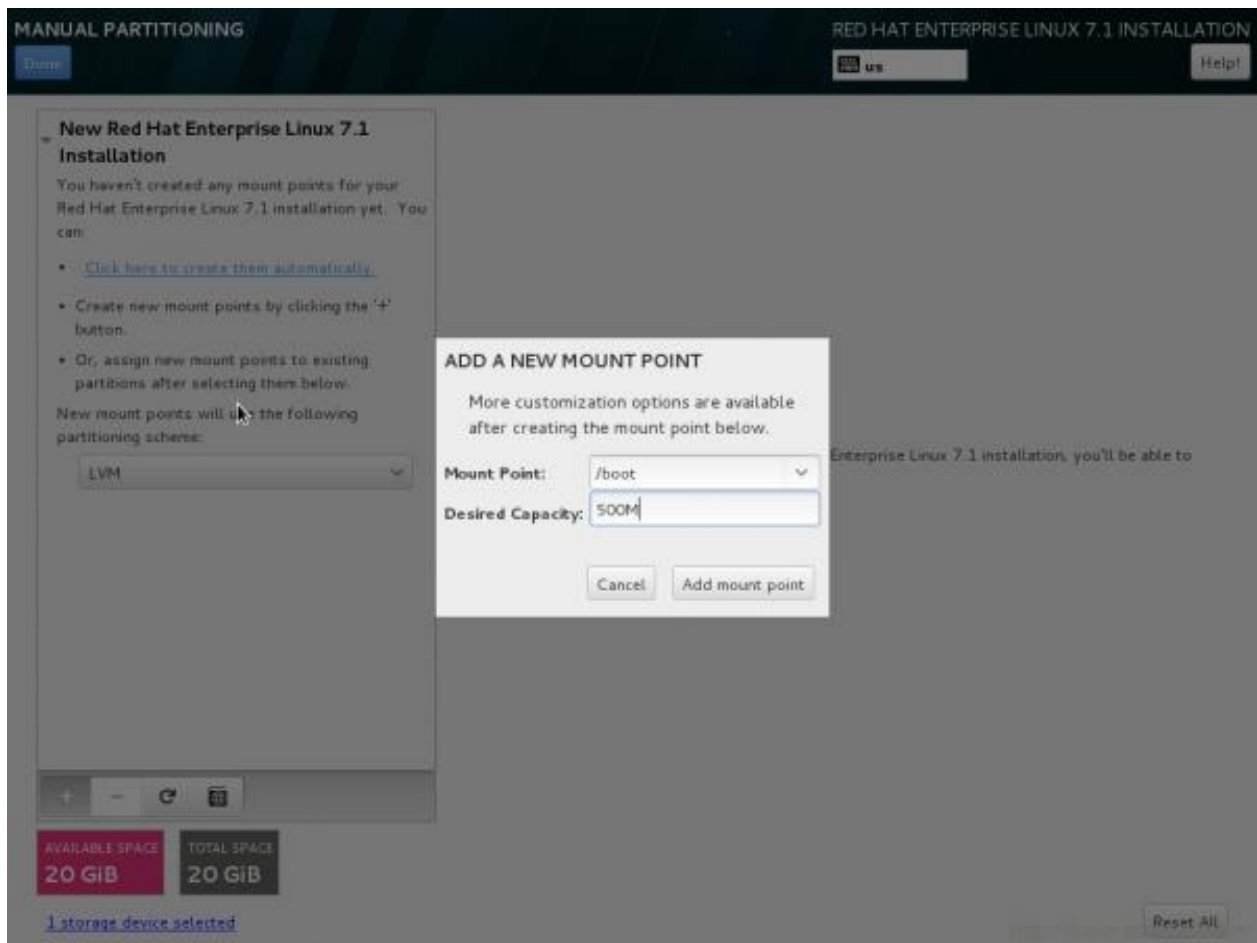 MANUAL PARTITIONING
RED HAT ENTERPRISE LINUX 7.1 INSTALLATION
Done
us
Help!
New Red Hat Enterprise Linux 7.1
Installation
You haven't created any mount points for your
Red Hat Enterprise Linux 7.1 installation yet. You
can:
• Click here to create them automatically.
• Create new mount points by clicking the '+'
button.
• Or, assign new mount points to existing
partitions after selecting them below.
New mount points will use the following
partitioning scheme:
LVM
ADD A NEW MOUNT POINT
More customization options are available
after creating the mount point below.
Mount Point: /boot
Desired Capacity: 500M
Cancel Add mount point
Enterprise Linux 7.1 installation, you'll be able to
+ -
AVAILABLE SPACE
20 GiB
TOTAL SPACE
20 GiB
1 storage device selected
Reset All